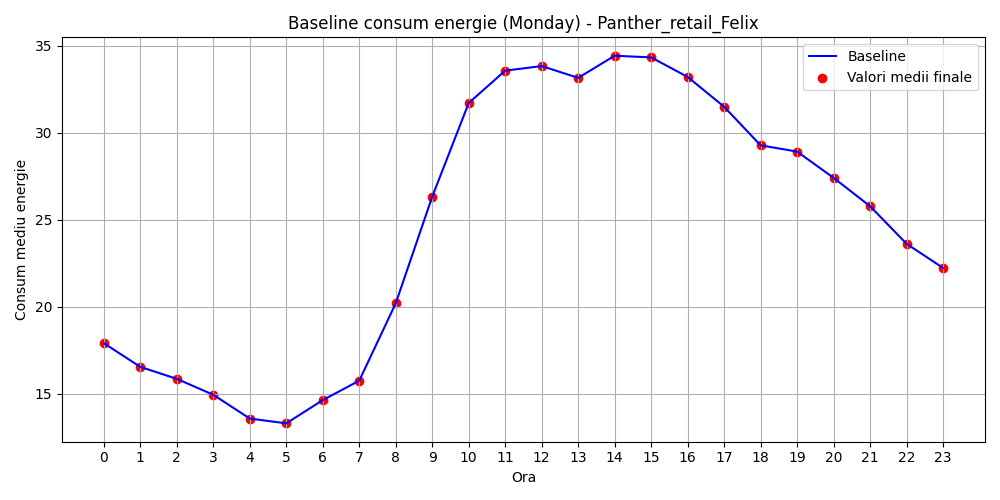 Baseline consum energie (Monday) - Panther_retail_Felix
Baseline
Valori medii finale
Consum mediu energie
35
30
25
20
15
0 1 2 3 4 5 6 7 8 9 10 11 12 13 14 15 16 17 18 19 20 21 22 23
Ora